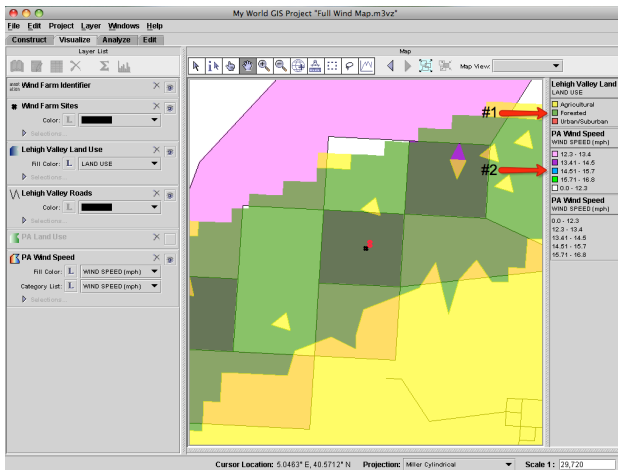 My World GIS Project "Full Wind Map.m3vz"
File Edit Project Layer Windows Help
Construct Visualize Analyze Edit
Layer List
Map
Map View:
Wind Farm Identifier
Wind Farm Sites
Color: L
Selections...
Lehigh Valley Land Use
Fill Color: L LAND USE
Selections...
Lehigh Valley Roads
Color: L
Selections...
PA Land Use
PA Wind Speed
Fill Color: L WIND SPEED (mph)
Category List: L WIND SPEED (mph)
Selections...
#1
#2
Lehigh Valley Land
LAND USE
Agricultural
Forested
Urban/Suburban
PA Wind Speed
WIND SPEED (mph)
12.3 - 13.4
13.41 - 14.5
14.51 - 15.7
15.71 - 16.8
0.0 - 12.3
PA Wind Speed
WIND SPEED (mph)
0.0 - 12.3
12.3 - 13.4
13.41 - 14.5
14.51 - 15.7
15.71 - 16.8
Cursor Location: 5.0463° E, 40.5712° N Projection: Miller Cylindrical Scale 1: 29,720